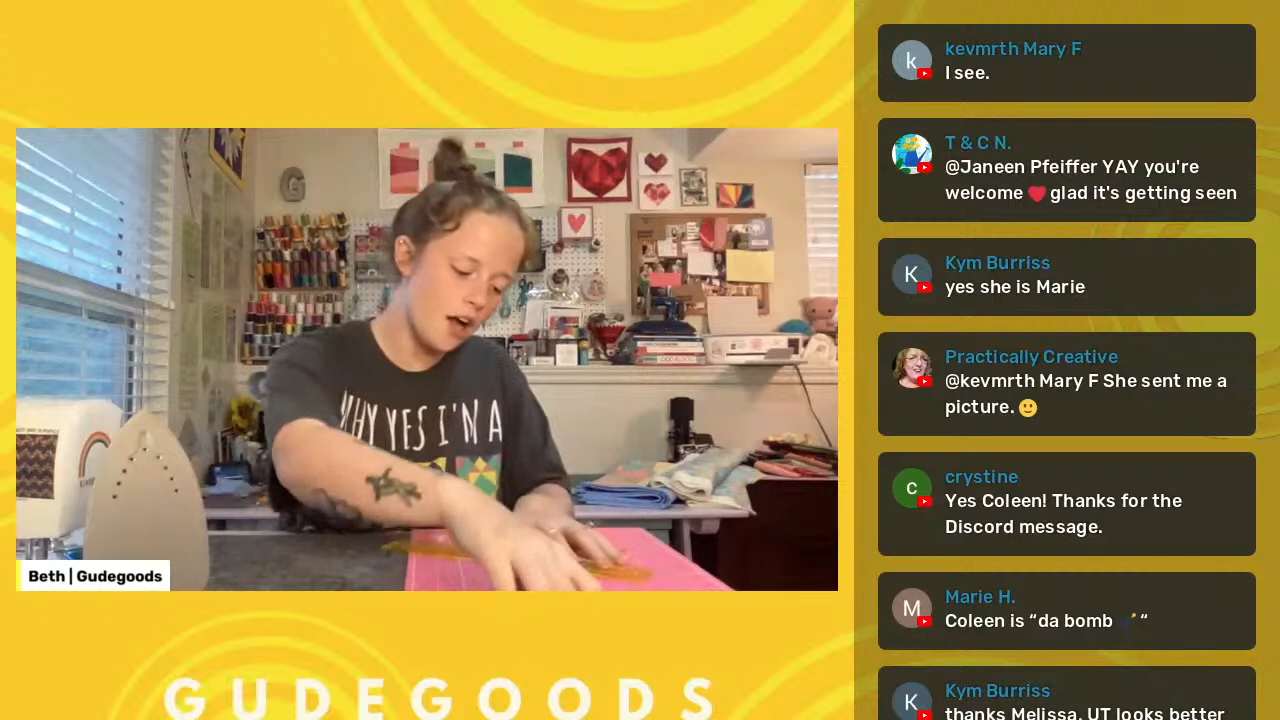 WHY YES I'M A
Beth | Gudegoods
GUDEGOODS
k
kevmrth Mary F
I see.
T & C N.
@Janeen Pfeiffer YAY you're
welcome ❤️ glad it's getting seen
K
Kym Burriss
yes she is Marie
Practically Creative
@kevmrth Mary F She sent me a
picture. 🙂
c
crystine
Yes Coleen! Thanks for the
Discord message.
M
Marie H.
Coleen is “da bomb 💣“
K
Kym Burriss
thanks Melissa. UT looks better